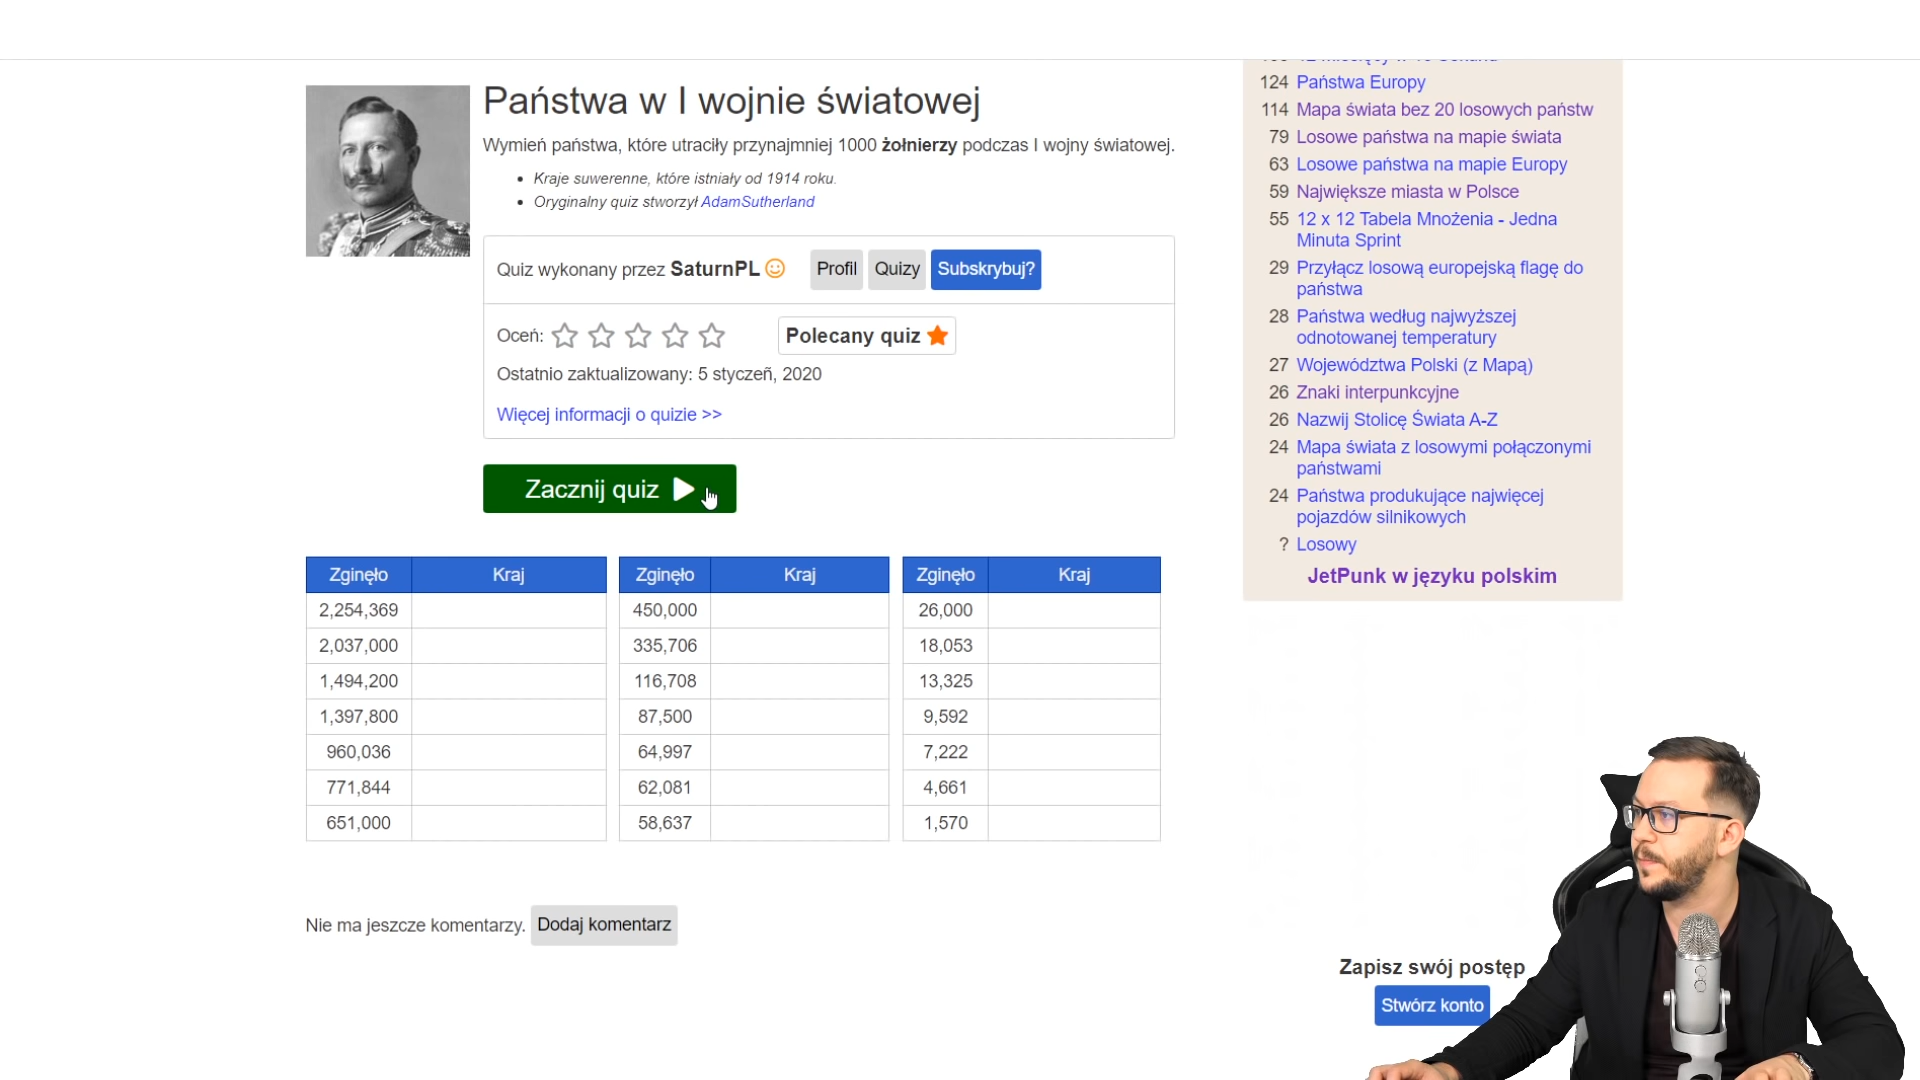 Państwa w I wojnie światowej
Wymień państwa, które utraciły przynajmniej 1000 żołnierzy podczas I wojny światowej.
Kraje suwerenne, które istniały od 1914 roku.
Oryginalny quiz stworzył AdamSutherland
Quiz wykonany przez SaturnPL
Profil
Quizy
Subskrybuj?
Oceń:
Polecany quiz
Ostatnio zaktualizowany: 5 styczeń, 2020
Więcej informacji o quizie >>
Zacznij quiz
Zginęło Kraj
2,254,369
2,037,000
1,494,200
1,397,800
960,036
771,844
651,000
Zginęło Kraj
450,000
335,706
116,708
87,500
64,997
62,081
58,637
Zginęło Kraj
26,000
18,053
13,325
9,592
7,222
4,661
1,570
Nie ma jeszcze komentarzy. Dodaj komentarz
124 Państwa Europy
114 Mapa świata bez 20 losowych państw
79 Losowe państwa na mapie świata
63 Losowe państwa na mapie Europy
59 Największe miasta w Polsce
55 12 x 12 Tabela Mnożenia - Jedna
Minuta Sprint
29 Przyłącz losową europejską flagę do
państwa
28 Państwa według najwyższej
odnotowanej temperatury
27 Województwa Polski (z Mapą)
26 Znaki interpunkcyjne
26 Nazwij Stolicę Świata A-Z
24 Mapa świata z losowymi połączonymi
państwami
24 Państwa produkujące najwięcej
pojazdów silnikowych
? Losowy
JetPunk w języku polskim
Zapisz swój postęp
Stwórz konto